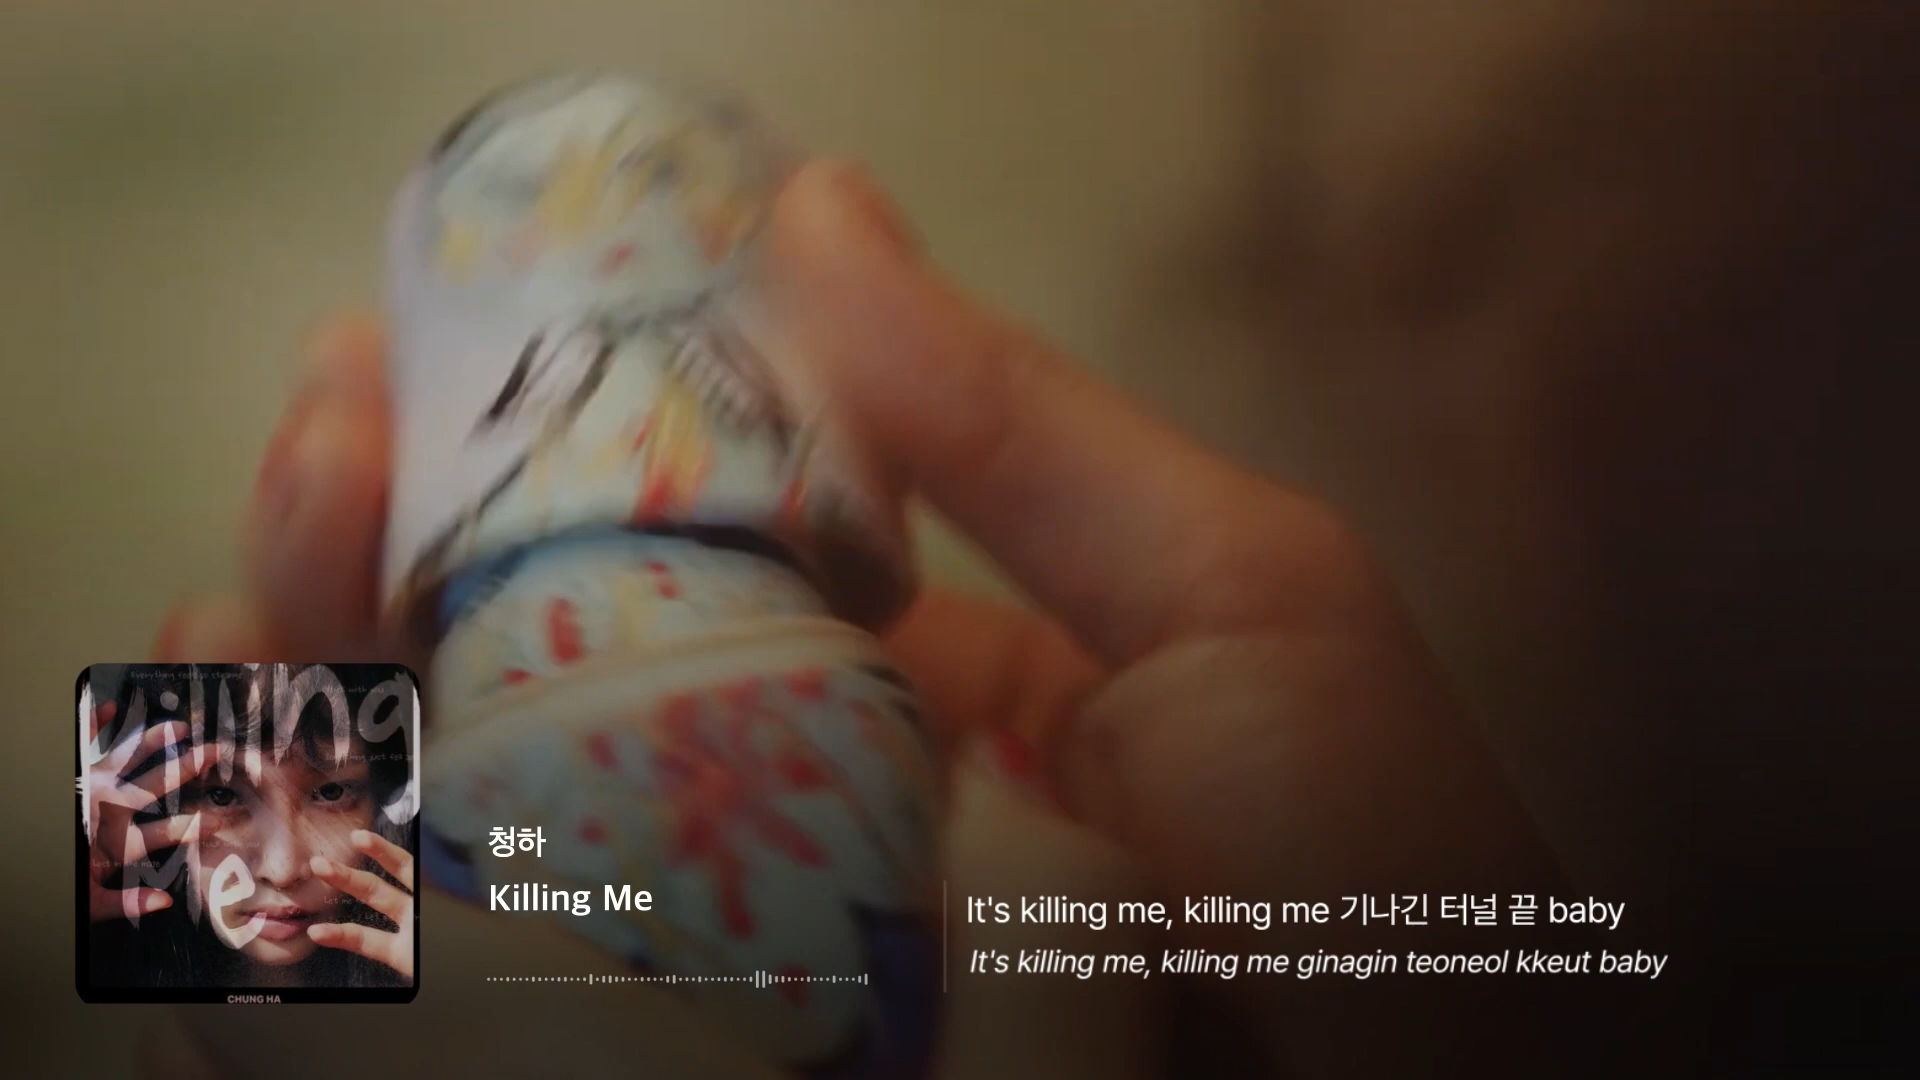 Killing
Me
CHUNG HA
청하
Killing Me
It's killing me, killing me 기나긴 터널 끝 baby
It's killing me, killing me ginagin teoneol kkeut baby